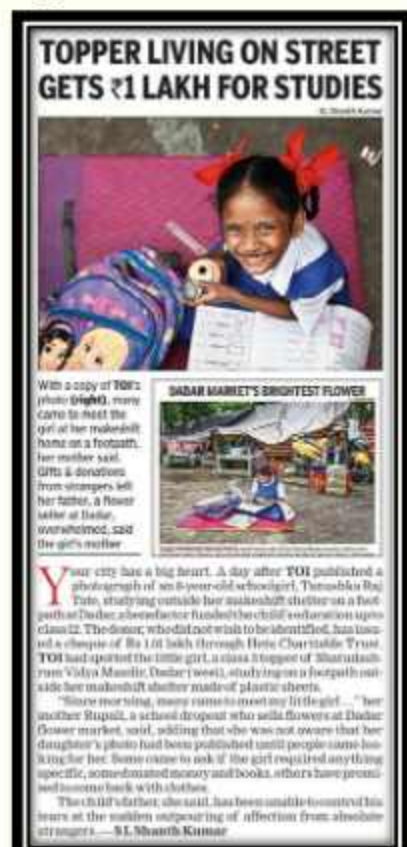 TOPPER LIVING ON STREET
GETS ₹1 LAKH FOR STUDIES
SL Shanth Kumar
With a copy of TOI's
photo (right), many
came to meet the
girl at her makeshift
home on a footpath,
her mother said.
Gifts & donations
from strangers left
her father, a flower
seller at Dadar,
overwhelmed, said
the girl's mother
DADAR MARKET'S BRIGHTEST FLOWER
Your city has a big heart. A day after TOI published a
photograph of an 8-year-old schoolgirl, Tanushka Raj
Tate, studying outside her makeshift shelter on a foot-
path at Dadar, a benefactor funded the child's education up to
class 12. The donor, who did not wish to be identified, has issu-
ed a cheque of Rs 1.01 lakh through Charitable Trust.
TOI had spotted the little girl, a class topper of
Vidya Mandir, Dadar (west), studying on a footpath out-
side her makeshift shelter made of plastic sheets.
"Since morning, many came to meet my little girl...," her
mother Rupali, a school dropout who sells flowers at Dadar
flower market, said, adding that she was not aware that her
daughter's photo had been published until people came loo-
king for her. Some came to ask if the girl required anything
specific, some donated money and books, others have promi-
sed to come back with clothes.
The child's father, she said, has been unable to control his
tears at the sudden outpouring of affection from absolute
strangers. — SL Shanth Kumar